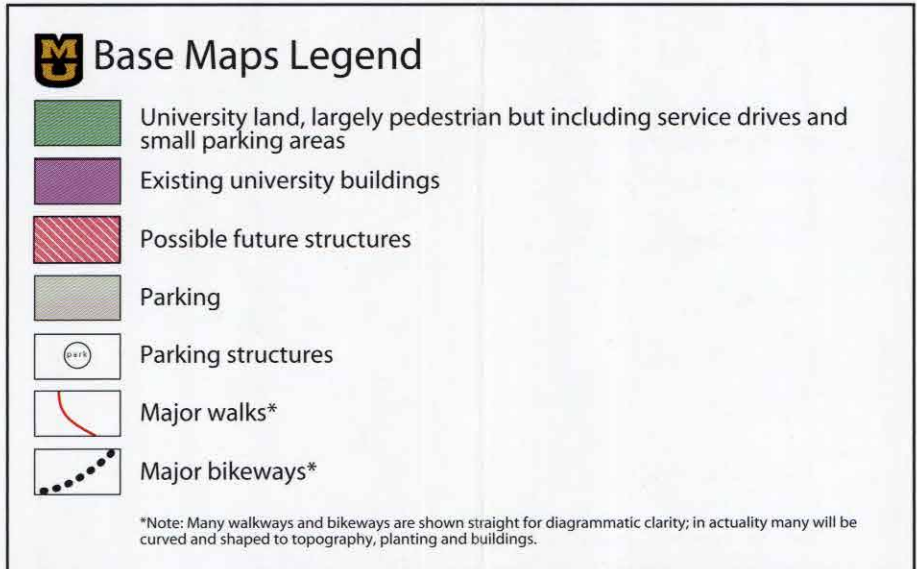 MU Base Maps Legend
University land, largely pedestrian but including service drives and
small parking areas
Existing university buildings
Possible future structures
Parking
park
Parking structures
Major walks*
Major bikeways*
*Note: Many walkways and bikeways are shown straight for diagrammatic clarity; in actuality many will be
curved and shaped to topography, planting and buildings.